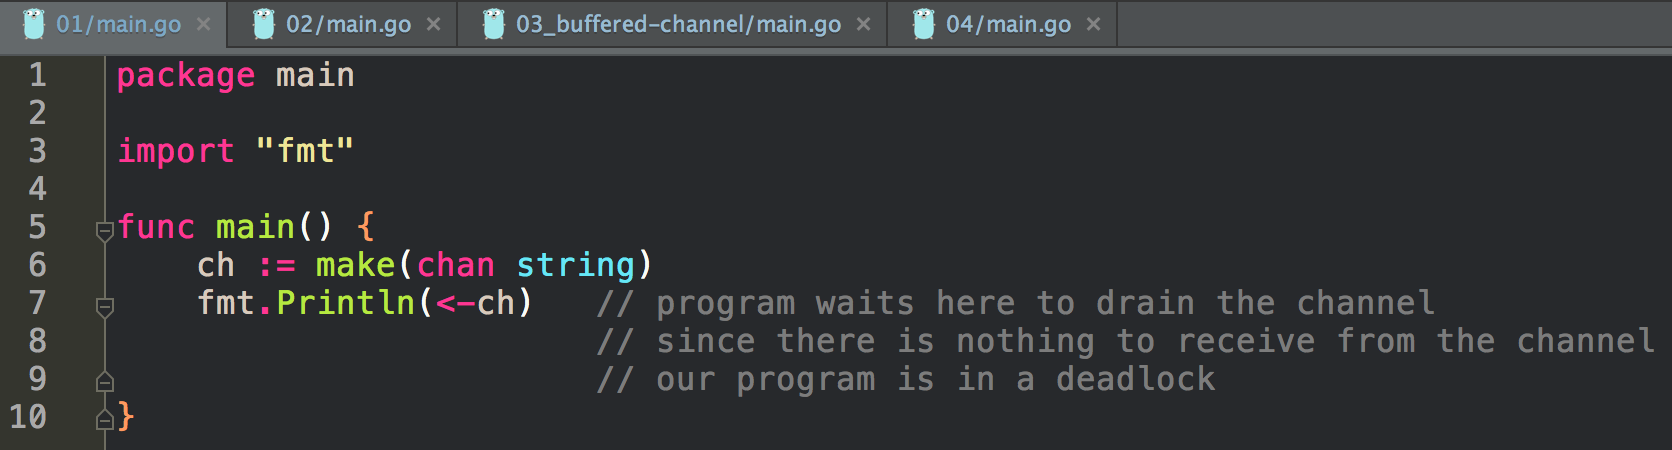 01/main.go × 02/main.go × 03_buffered-channel/main.go × 04/main.go ×
1 package main
2
3 import "fmt"
4
5 func main() {
6     ch := make(chan string)
7     fmt.Println(<-ch)   // program waits here to drain the channel
8                         // since there is nothing to receive from the channel
9                         // our program is in a deadlock
10 }